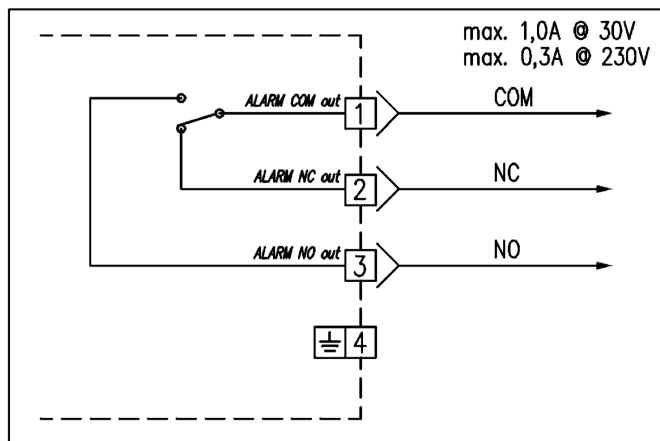 max. 1,0A @ 30V
max. 0,3A @ 230V
ALARM COM out 1 COM
ALARM NC out 2 NC
ALARM NO out 3 NO
4